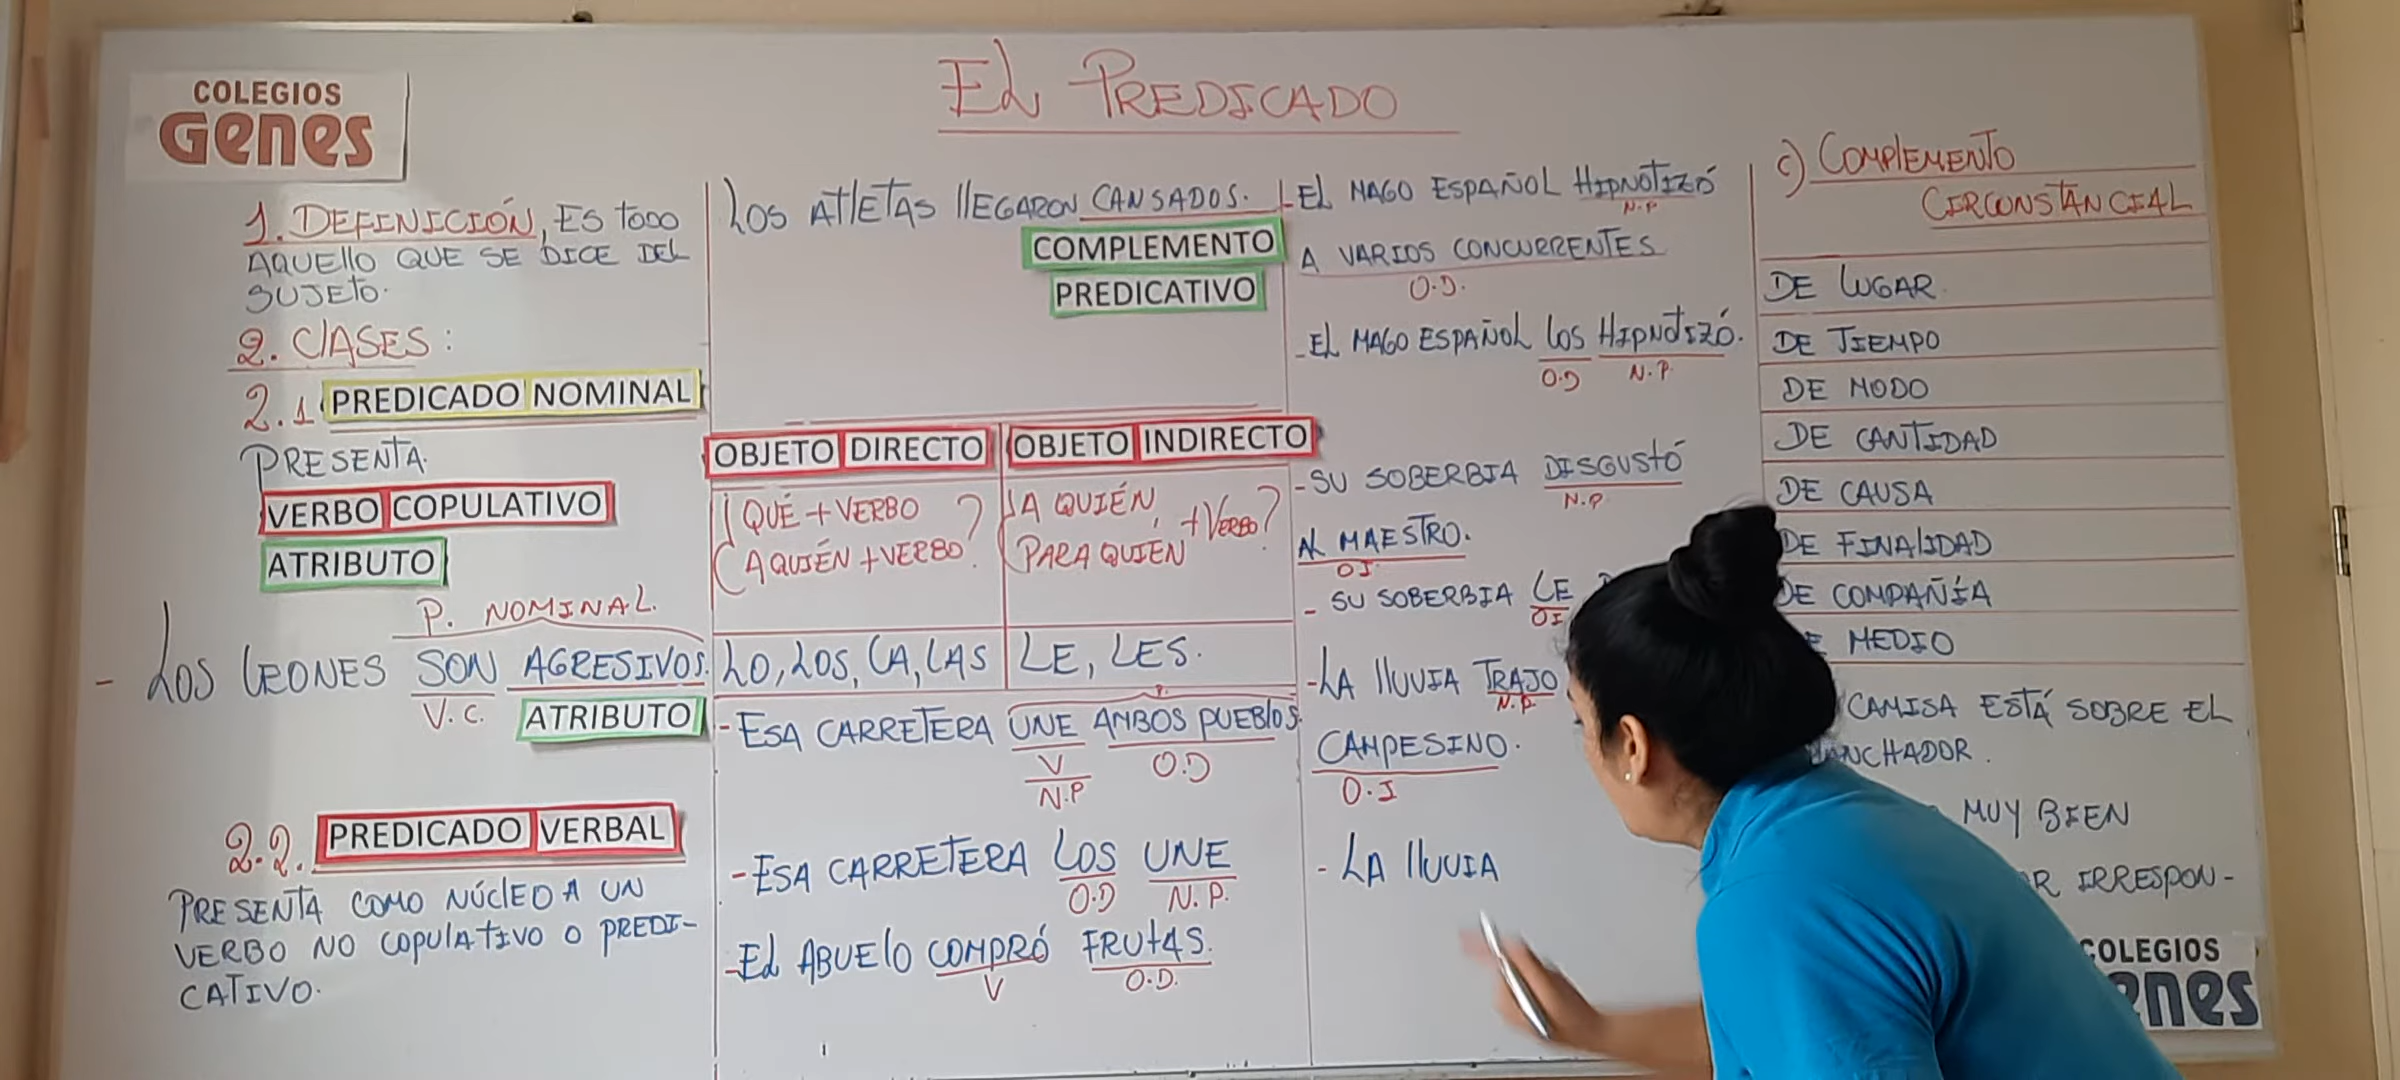 EL PREDICADO
COLEGIOS
Genes
1. DEFINICIÓN, ES TODO
AQUELLO QUE SE DICE DEL
SUJETO.
2. CLASES:
2.1 PREDICADO NOMINAL
PRESENTA
VERBO COPULATIVO
ATRIBUTO
P. NOMINAL.
- LOS LEONES SON AGRESIVOS.
V.C. ATRIBUTO
2.2. PREDICADO VERBAL
PRESENTA COMO NÚCLEO A UN
VERBO NO COPULATIVO O PREDI-
CATIVO.
LOS ATLETAS LLEGARON CANSADOS.
COMPLEMENTO
PREDICATIVO
OBJETO DIRECTO OBJETO INDIRECTO
¿QUÉ + VERBO ?
¿A QUIÉN + VERBO?
¿A QUIÉN
PARA QUIÉN + VERBO?
LO, LOS, LA, LAS
LE, LES.
- ESA CARRETERA UNE AMBOS PUEBLOS.
V O.D
N.P
- ESA CARRETERA LOS UNE
O.D N.P.
- EL ABUELO COMPRÓ FRUTAS.
V O.D.
- EL MAGO ESPAÑOL HIPNOTIZÓ
N.P
A VARIOS CONCURRENTES
O.D.
- EL MAGO ESPAÑOL LOS HIPNOTIZÓ.
O.D N.P.
- SU SOBERBIA DISGUSTÓ
N.P
AL MAESTRO.
OI
- SU SOBERBIA LE
OI
- LA LLUVIA TRAJO
N.P
CAMPESINO.
O.I
- LA LLUVIA
c) COMPLEMENTO
CIRCONSTANCIAL
DE LUGAR
DE TIEMPO
DE MODO
DE CANTIDAD
DE CAUSA
DE FINALIDAD
DE COMPAÑÍA
MEDIO
CAMISA ESTÁ SOBRE EL
MUY BIEN
IRRESPON-
COLEGIOS